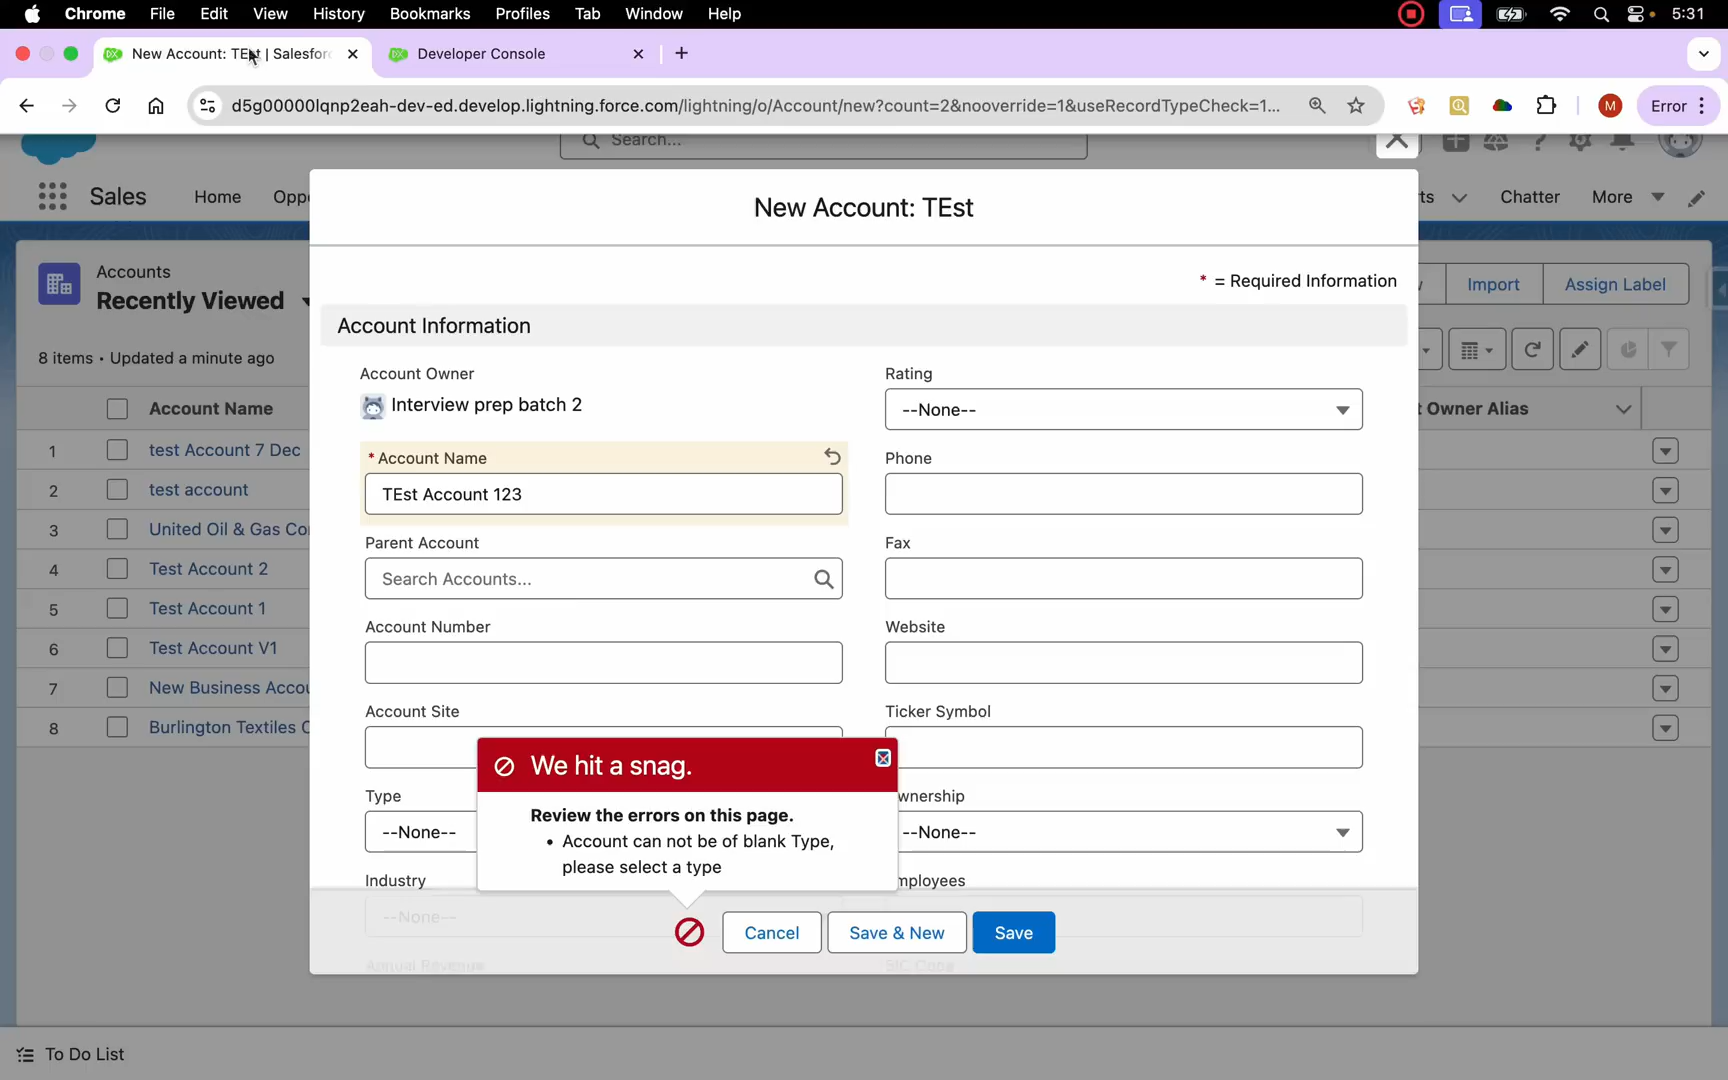 Chrome File Edit View History Bookmarks Profiles Tab Window Help 5:31
New Account: TEst | Salesforc Developer Console
d5g00000lqnp2eah-dev-ed.develop.lightning.force.com/lightning/o/Account/new?count=2&nooverride=1&useRecordTypeCheck=1... M Error
Search...
Sales Home Oppo rts Chatter More
New Account: TEst
Accounts
Recently Viewed
Import Assign Label
* = Required Information
8 items • Updated a minute ago
Account Information
Account Name
Owner Alias
1 test Account 7 Dec
2 test account
3 United Oil & Gas Co
4 Test Account 2
5 Test Account 1
6 Test Account V1
7 New Business Accou
8 Burlington Textiles C
Account Owner
Interview prep batch 2
Rating
--None--
* Account Name
TEst Account 123
Phone
Parent Account
Search Accounts...
Fax
Account Number
Website
Account Site
Ticker Symbol
Type
--None--
wnership
--None--
Industry
--None--
mployees
Annual Revenue
SIC Code
We hit a snag.
Review the errors on this page.
• Account can not be of blank Type,
please select a type
Cancel Save & New Save
To Do List